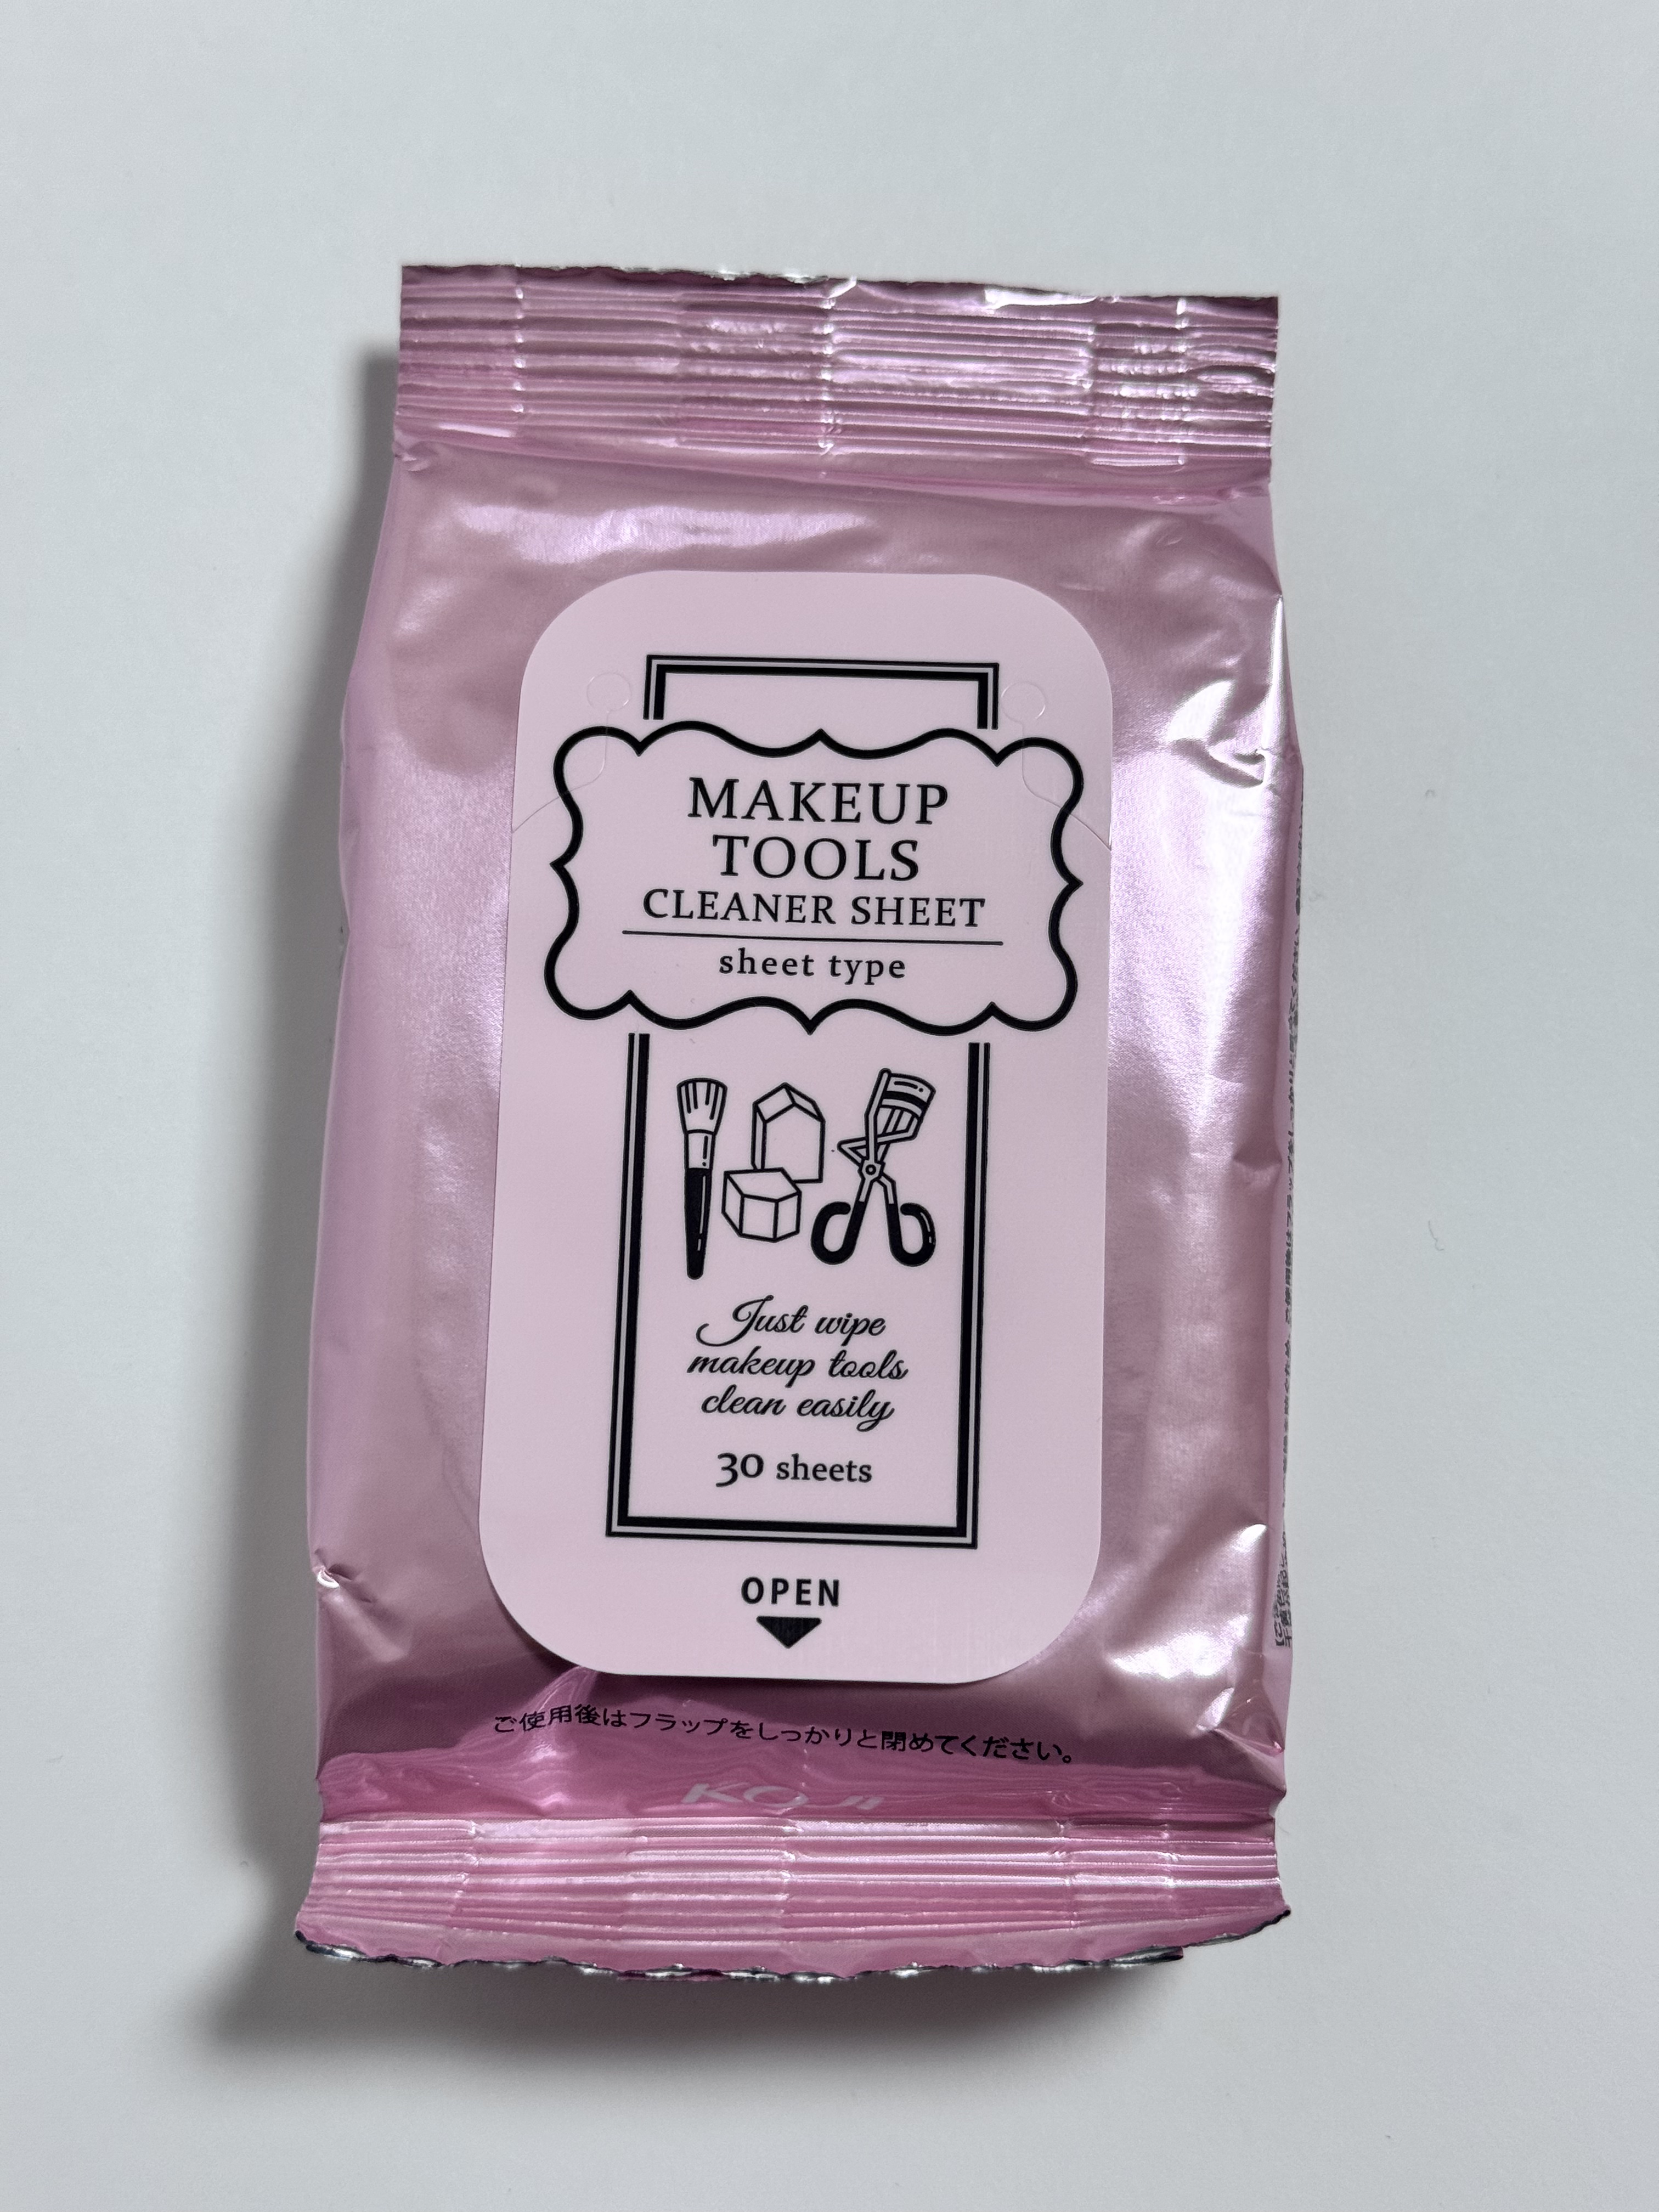 MAKEUP
TOOLS
CLEANER SHEET
sheet type
Just wipe
makeup tools
clean easily
30 sheets
OPEN
ご使用後はフラップをしっかりと閉めてください。
KOJI